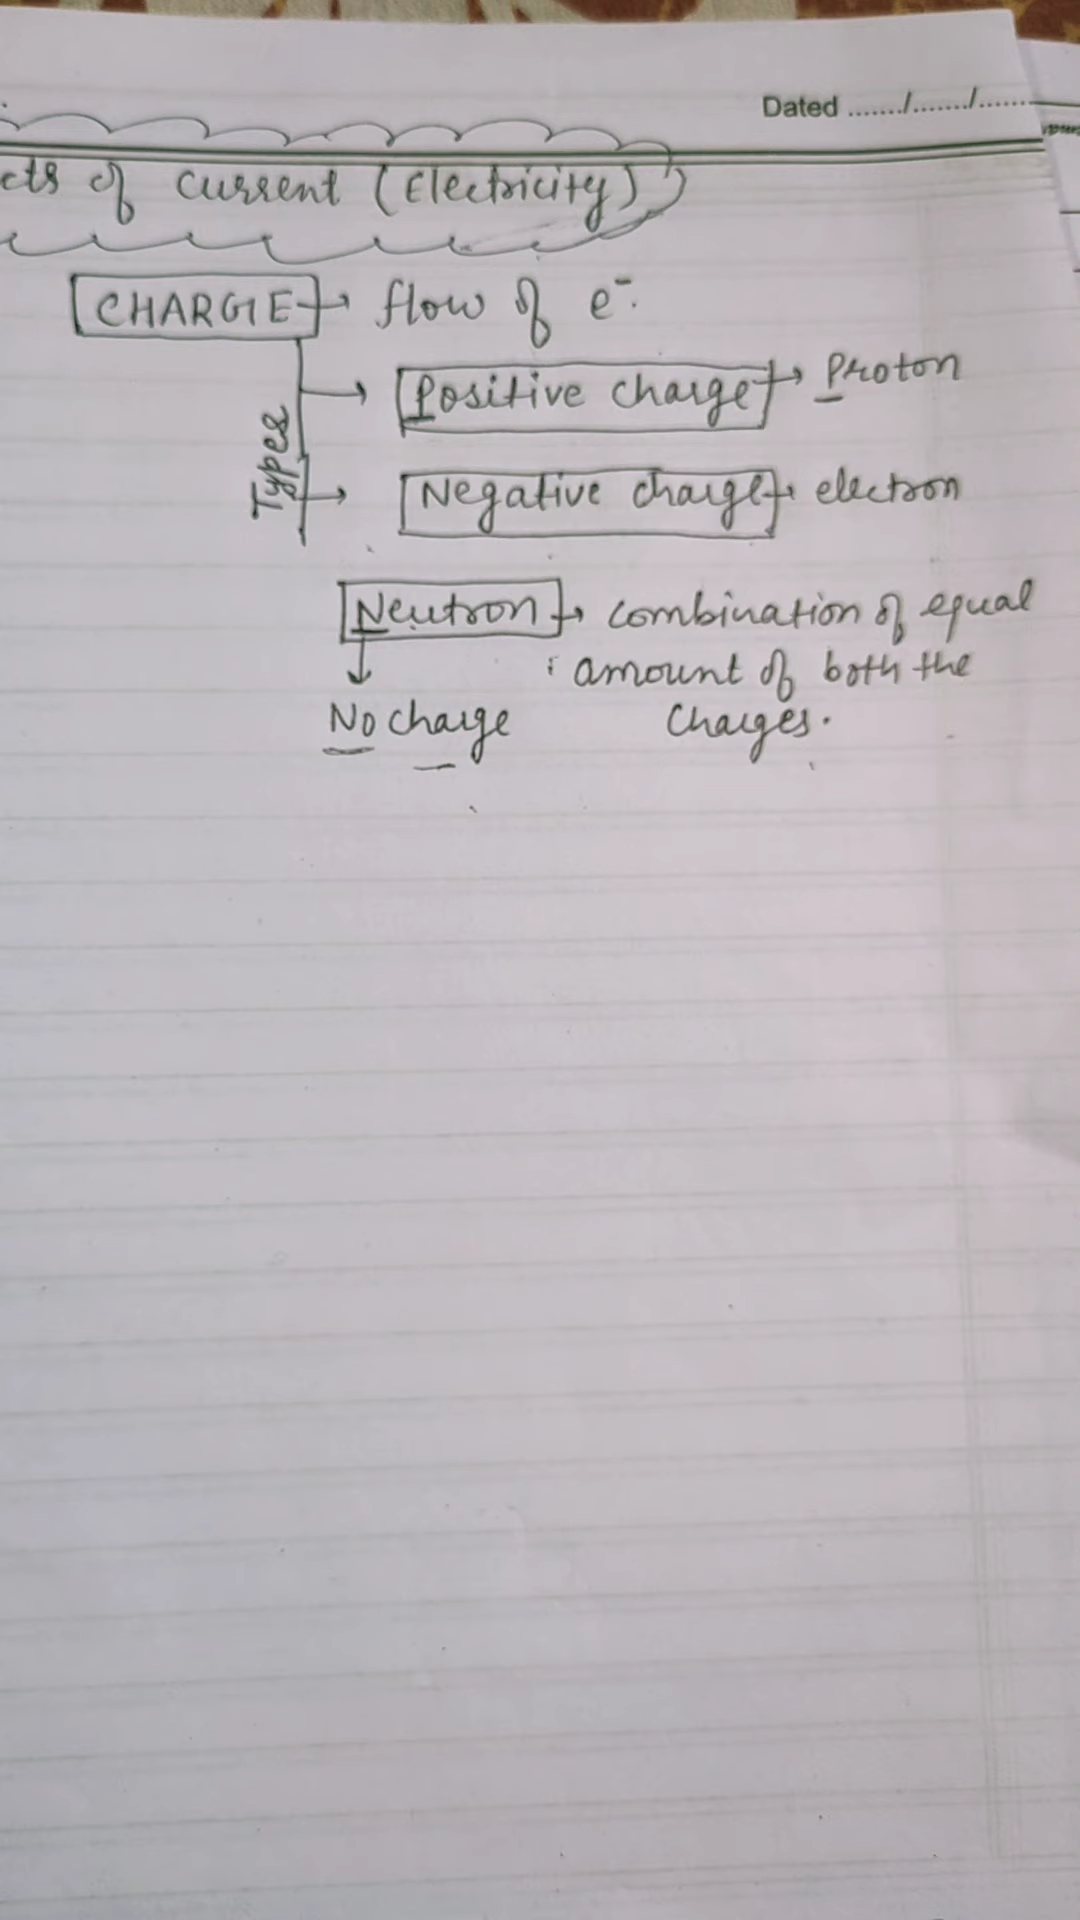 Dated ......./......./.......
cts of current (Electricity)
CHARGE → flow of e⁻.
Types
Positive charge → Proton
Negative charge → electron
Neutron → combination of equal
amount of both the
No charge charges.